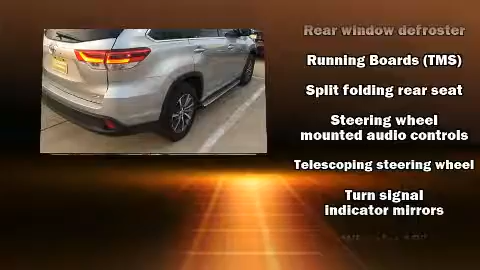 Rear window defroster
Running Boards (TMS)
Split folding rear seat
Steering wheel
mounted audio controls
Telescoping steering wheel
Turn signal
indicator mirrors